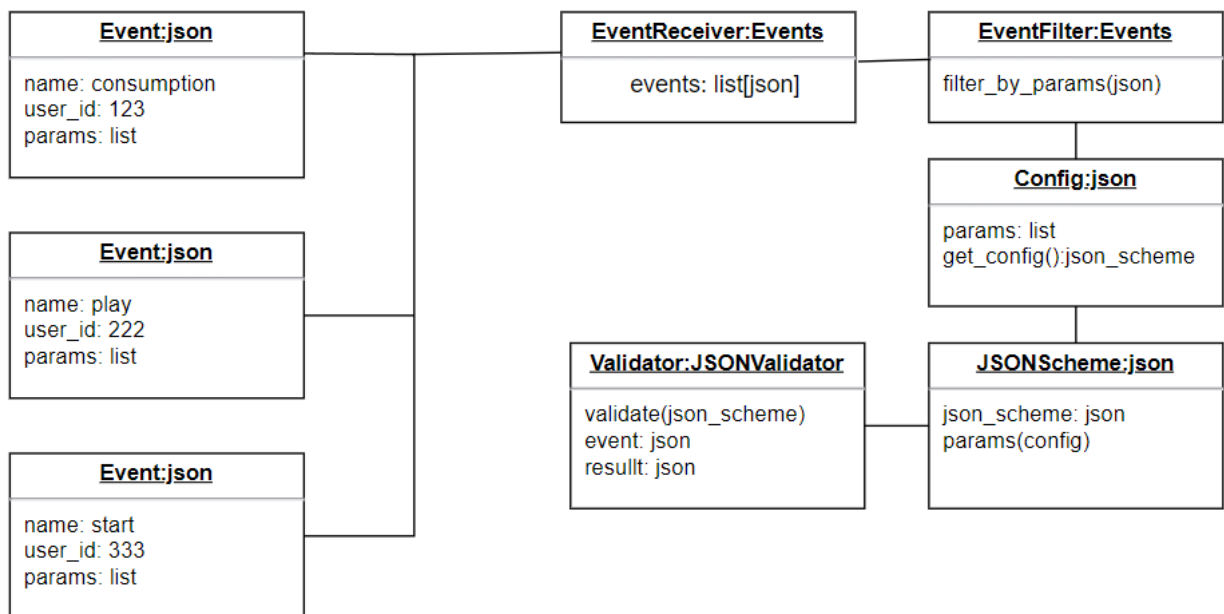 Event:json
name: consumption
user_id: 123
params: list
Event:json
name: play
user_id: 222
params: list
Event:json
name: start
user_id: 333
params: list
EventReceiver:Events
events: list[json]
EventFilter:Events
filter_by_params(json)
Config:json
params: list
get_config():json_scheme
Validator:JSONValidator
validate(json_scheme)
event: json
resullt: json
JSONScheme:json
json_scheme: json
params(config)